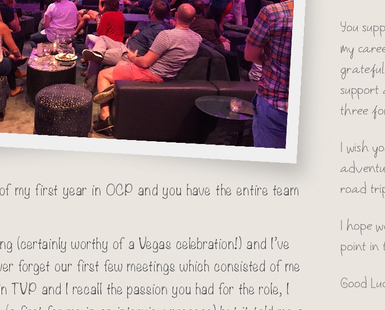 of my first year in OCP and you have the entire team
ng (certainly worthy of a Vegas celebration!) and I've
ver forget our first few meetings which consisted of me
n TVP and I recall the passion you had for the role, I
You supp
my caree
grateful
support a
three fo
I wish yo
adventu
road trip
I hope w
point in t
Good Luc